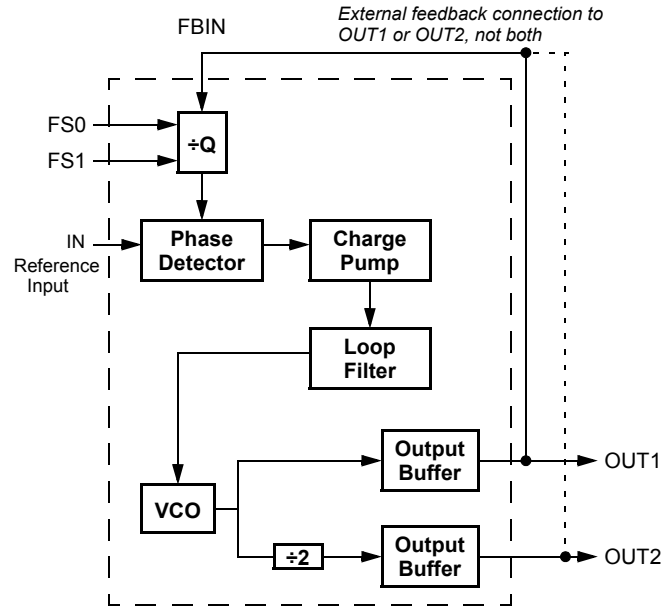 External feedback connection to
OUT1 or OUT2, not both
FBIN
FS0
FS1
÷Q
IN
Reference
Input
Phase
Detector
Charge
Pump
Loop
Filter
VCO
Output
Buffer
OUT1
÷2
Output
Buffer
OUT2